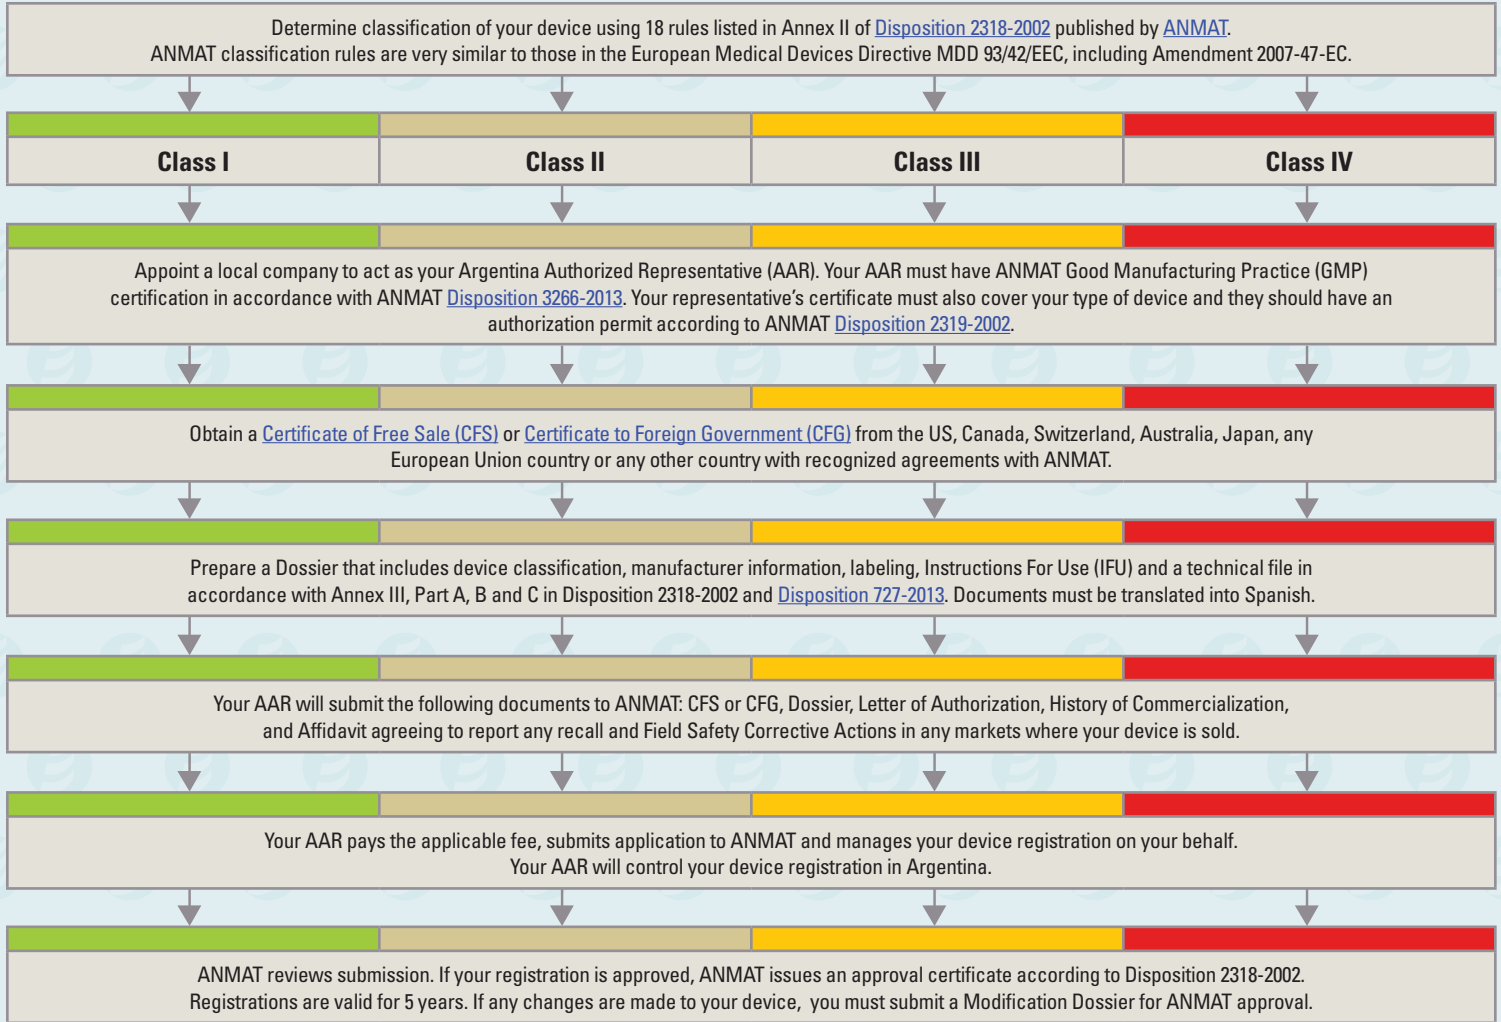 Determine classification of your device using 18 rules listed in Annex II of Disposition 2318-2002 published by ANMAT.
ANMAT classification rules are very similar to those in the European Medical Devices Directive MDD 93/42/EEC, including Amendment 2007-47-EC.
Class I
Class II
Class III
Class IV
Appoint a local company to act as your Argentina Authorized Representative (AAR). Your AAR must have ANMAT Good Manufacturing Practice (GMP)
certification in accordance with ANMAT Disposition 3266-2013. Your representative's certificate must also cover your type of device and they should have an
authorization permit according to ANMAT Disposition 2319-2002.
Obtain a Certificate of Free Sale (CFS) or Certificate to Foreign Government (CFG) from the US, Canada, Switzerland, Australia, Japan, any
European Union country or any other country with recognized agreements with ANMAT.
Prepare a Dossier that includes device classification, manufacturer information, labeling, Instructions For Use (IFU) and a technical file in
accordance with Annex III, Part A, B and C in Disposition 2318-2002 and Disposition 727-2013. Documents must be translated into Spanish.
Your AAR will submit the following documents to ANMAT: CFS or CFG, Dossier, Letter of Authorization, History of Commercialization,
and Affidavit agreeing to report any recall and Field Safety Corrective Actions in any markets where your device is sold.
Your AAR pays the applicable fee, submits application to ANMAT and manages your device registration on your behalf.
Your AAR will control your device registration in Argentina.
ANMAT reviews submission. If your registration is approved, ANMAT issues an approval certificate according to Disposition 2318-2002.
Registrations are valid for 5 years. If any changes are made to your device, you must submit a Modification Dossier for ANMAT approval.